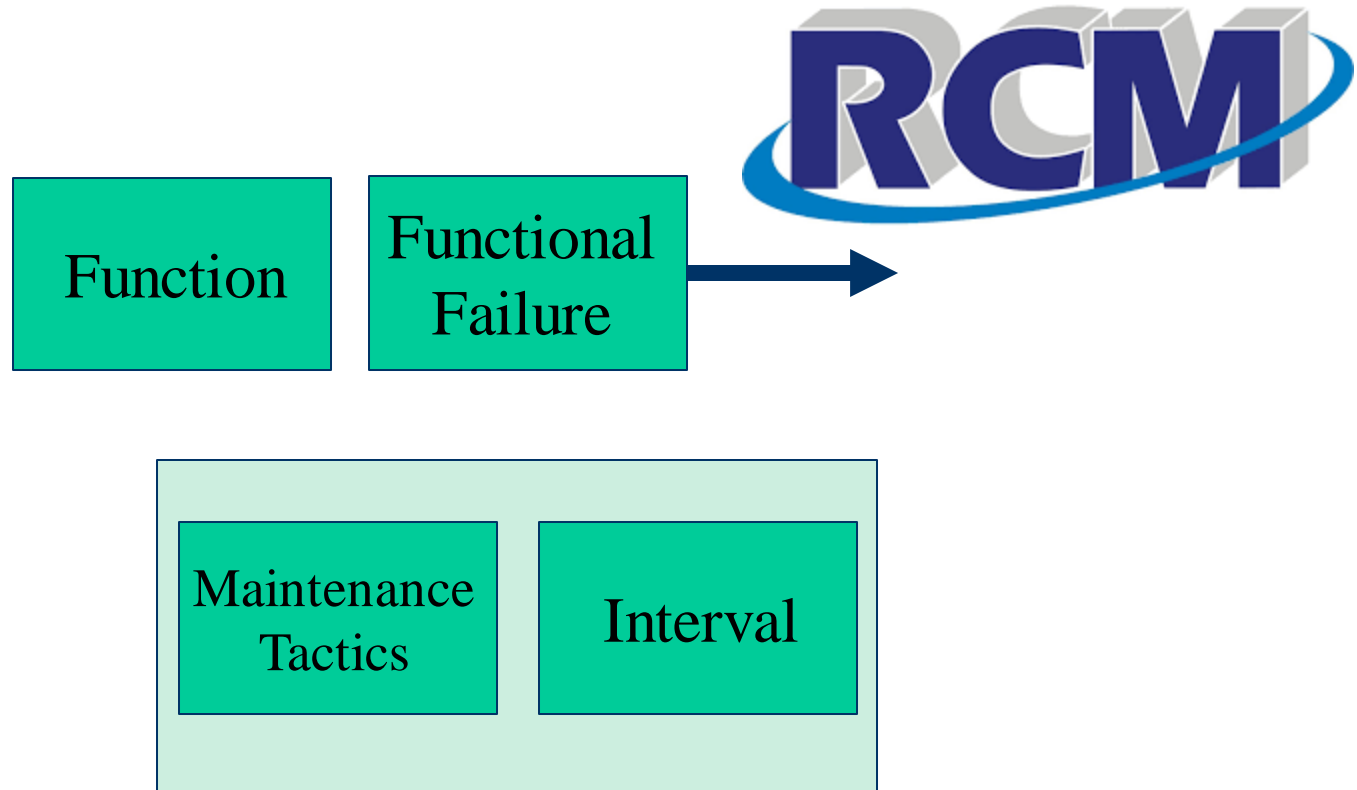 RCM
Function
Functional
Failure
Maintenance
Tactics
Interval